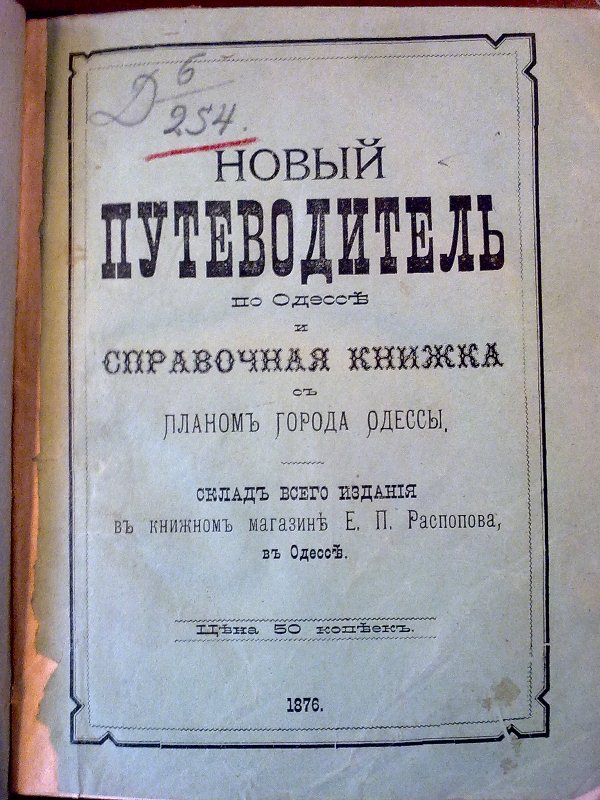 Д 6
254.
НОВЫЙ
ПУТЕВОДИТЕЛЬ
по Одессѣ
и
СПРАВОЧНАЯ КНИЖКА
съ
ПЛАНОМЪ ГОРОДА ОДЕССЫ.
СКЛАДЪ ВСЕГО ИЗДАНІЯ
въ книжном магазинѣ Е. П. Распопова,
въ Одессѣ.
Цѣна 50 копѣекъ.
1876.